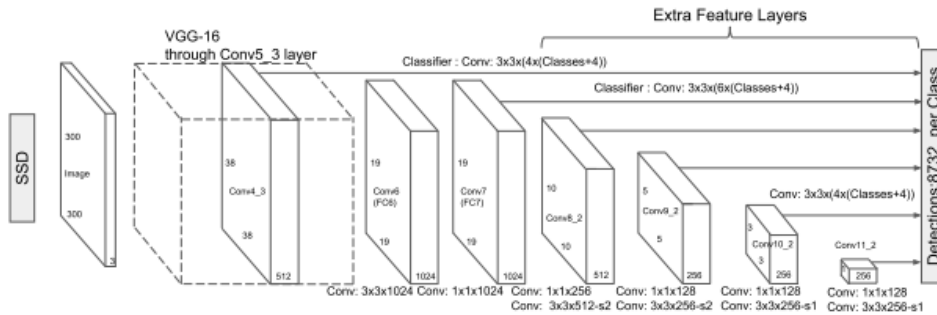 Extra Feature Layers
VGG-16
through Conv5_3 layer
Classifier : Conv: 3x3x(4x(Classes+4))
Classifier : Conv: 3x3x(6x(Classes+4))
SSD
300
Image
300
3
38
Conv4_3
38
512
19
Conv6
(FC6)
19
1024
19
Conv7
(FC7)
19
1024
10
Conv8_2
10
512
5
Conv9_2
5
256
Conv: 3x3x(4x(Classes+4))
3
Conv10_2
3
256
Conv11_2
256
Detections:8732 per Class
Conv: 3x3x1024
Conv: 1x1x1024
Conv: 1x1x256
Conv: 3x3x512-s2
Conv: 1x1x128
Conv: 3x3x256-s2
Conv: 1x1x128
Conv: 3x3x256-s1
Conv: 1x1x128
Conv: 3x3x256-s1